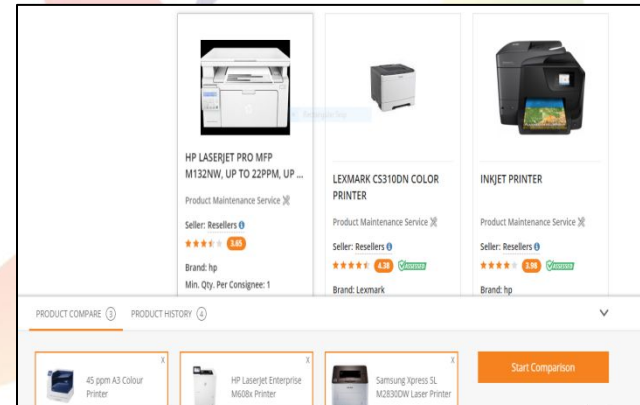 HP LASERJET PRO MFP
M132NW, UP TO 22PPM, UP ...
Product Maintenance Service
Seller: Resellers
3.65
Brand: hp
Min. Qty. Per Consignee: 1
LEXMARK CS310DN COLOR
PRINTER
Product Maintenance Service
Seller: Resellers
4.38
Brand: Lexmark
INKJET PRINTER
Product Maintenance Service
Seller: Resellers
3.98
Brand: hp
PRODUCT COMPARE 3 PRODUCT HISTORY 4
X
45 ppm A3 Colour
Printer
X
HP Laserjet Enterprise
M608x Printer
X
Samsung Xpress SL
M2830DW Laser Printer
Start Comparison